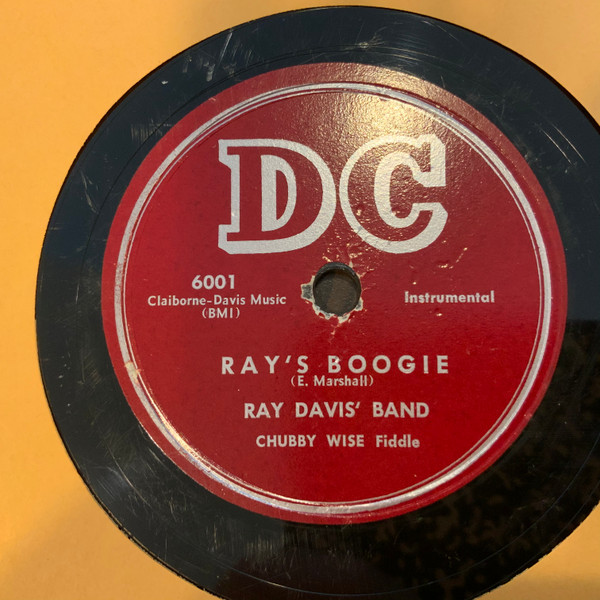 DC
6001
Claiborne-Davis Music
(BMI)
Instrumental
RAY'S BOOGIE
(E. Marshall)
RAY DAVIS' BAND
CHUBBY WISE Fiddle